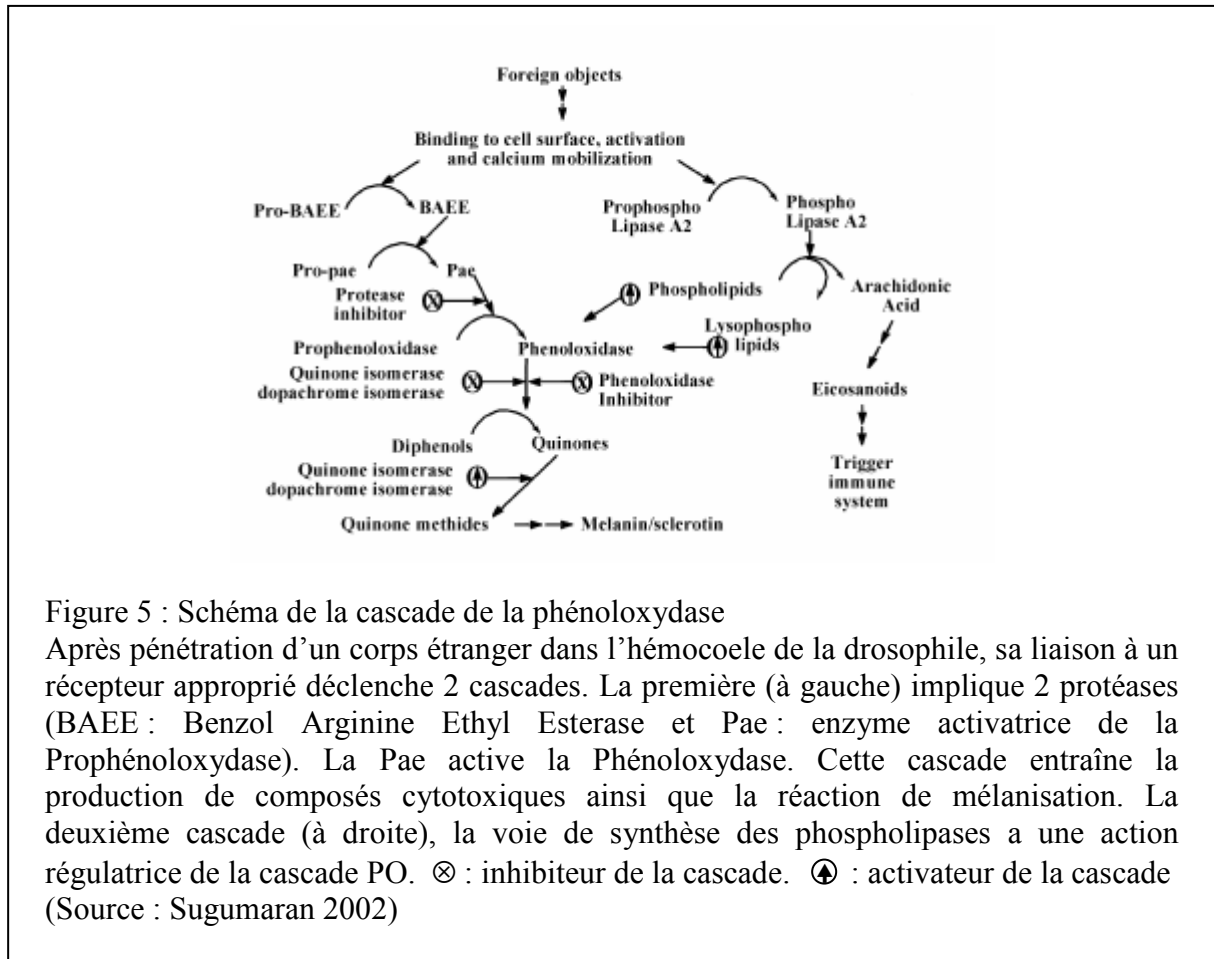 Foreign objects
Binding to cell surface, activation
and calcium mobilization
Pro-BAEE
BAEE
Prophospho
Lipase A2
Phospho
Lipase A2
Pro-pae
Pae
Protease
inhibitor
Phospholipids
Arachidonic
Acid
Lysophospho
lipids
Prophenoloxidase
Phenoloxidase
Quinone isomerase
dopachrome isomerase
Phenoloxidase
Inhibitor
Eicosanoids
Diphenols
Quinones
Quinone isomerase
dopachrome isomerase
Trigger
immune
system
Quinone methides
Melanin/sclerotin
Figure 5 : Schéma de la cascade de la phénoloxydase
Après pénétration d’un corps étranger dans l’hémocoele de la drosophile, sa liaison à un
récepteur approprié déclenche 2 cascades. La première (à gauche) implique 2 protéases
(BAEE : Benzol Arginine Ethyl Esterase et Pae : enzyme activatrice de la
Prophénoloxydase). La Pae active la Phénoloxydase. Cette cascade entraîne la
production de composés cytotoxiques ainsi que la réaction de mélanisation. La
deuxième cascade (à droite), la voie de synthèse des phospholipases a une action
régulatrice de la cascade PO. ⊗ : inhibiteur de la cascade. : activateur de la cascade
(Source : Sugumaran 2002)